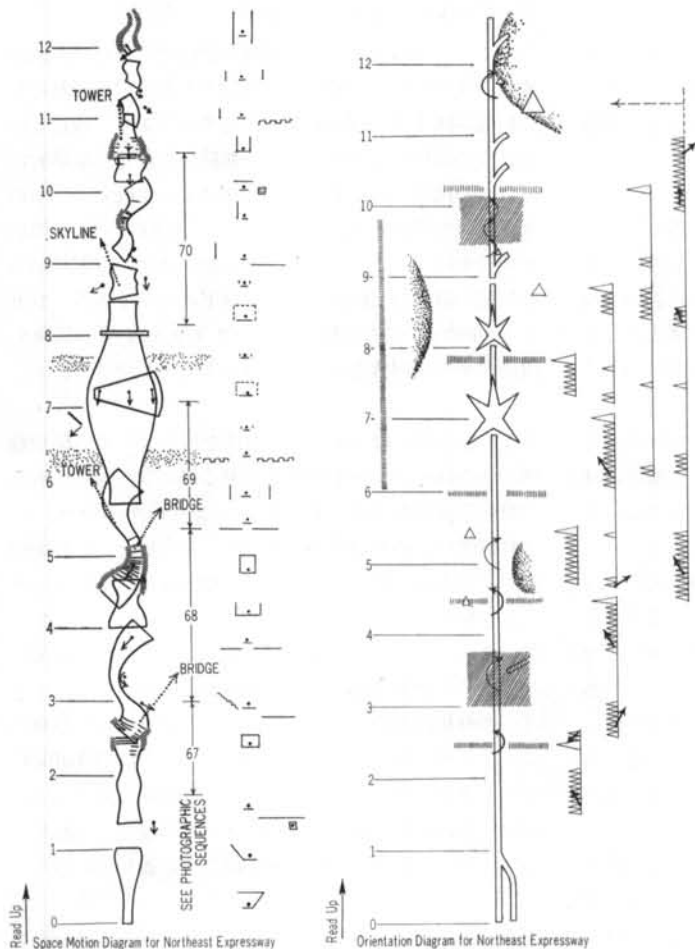 12
TOWER
11
10
SKYLINE
70
9
8
7
69
TOWER
6
BRIDGE
5
68
4
BRIDGE
3
67
2
SEE PHOTOGRAPHIC
SEQUENCES
1
0
Read Up
Space Motion Diagram for Northeast Expressway
12
11
10
9
8
7
6
5
4
3
2
1
0
Read Up
Orientation Diagram for Northeast Expressway